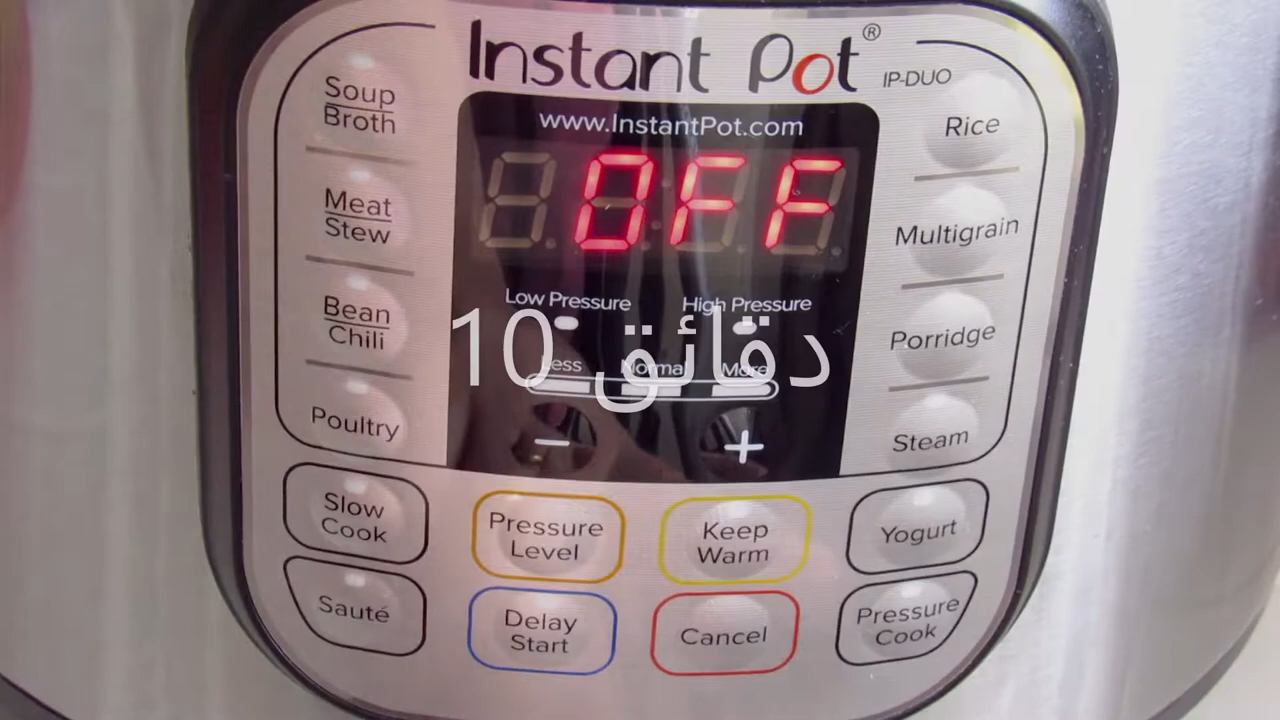 Instant Pot® IP-DUO
www.InstantPot.com
OFF
Low Pressure High Pressure
Less Normal More
10 دقائق
− +
Soup
Broth
Meat
Stew
Bean
Chili
Poultry
Rice
Multigrain
Porridge
Steam
Slow
Cook
Pressure
Level
Keep
Warm
Yogurt
Sauté
Delay
Start
Cancel
Pressure
Cook